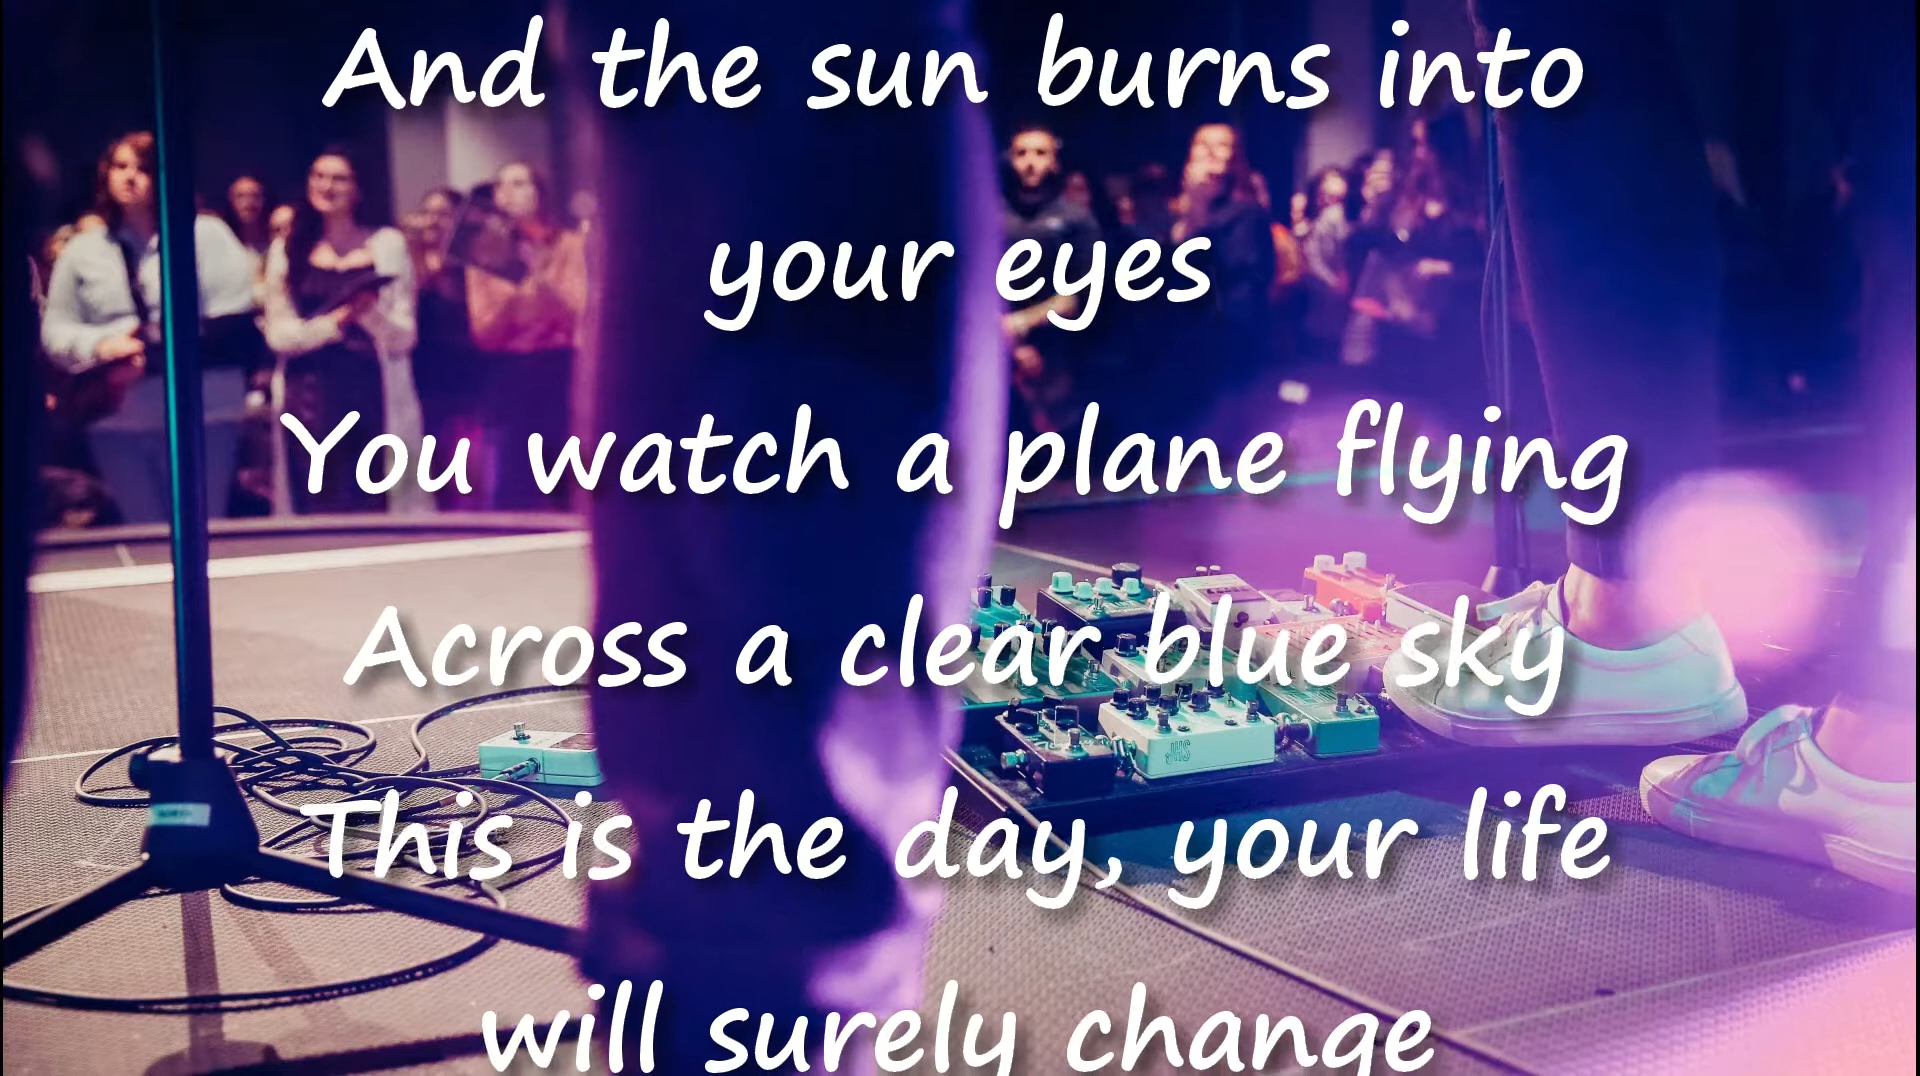 And the sun burns into
your eyes
You watch a plane flying
Across a clear blue sky
This is the day, your life
will surely change
JHS